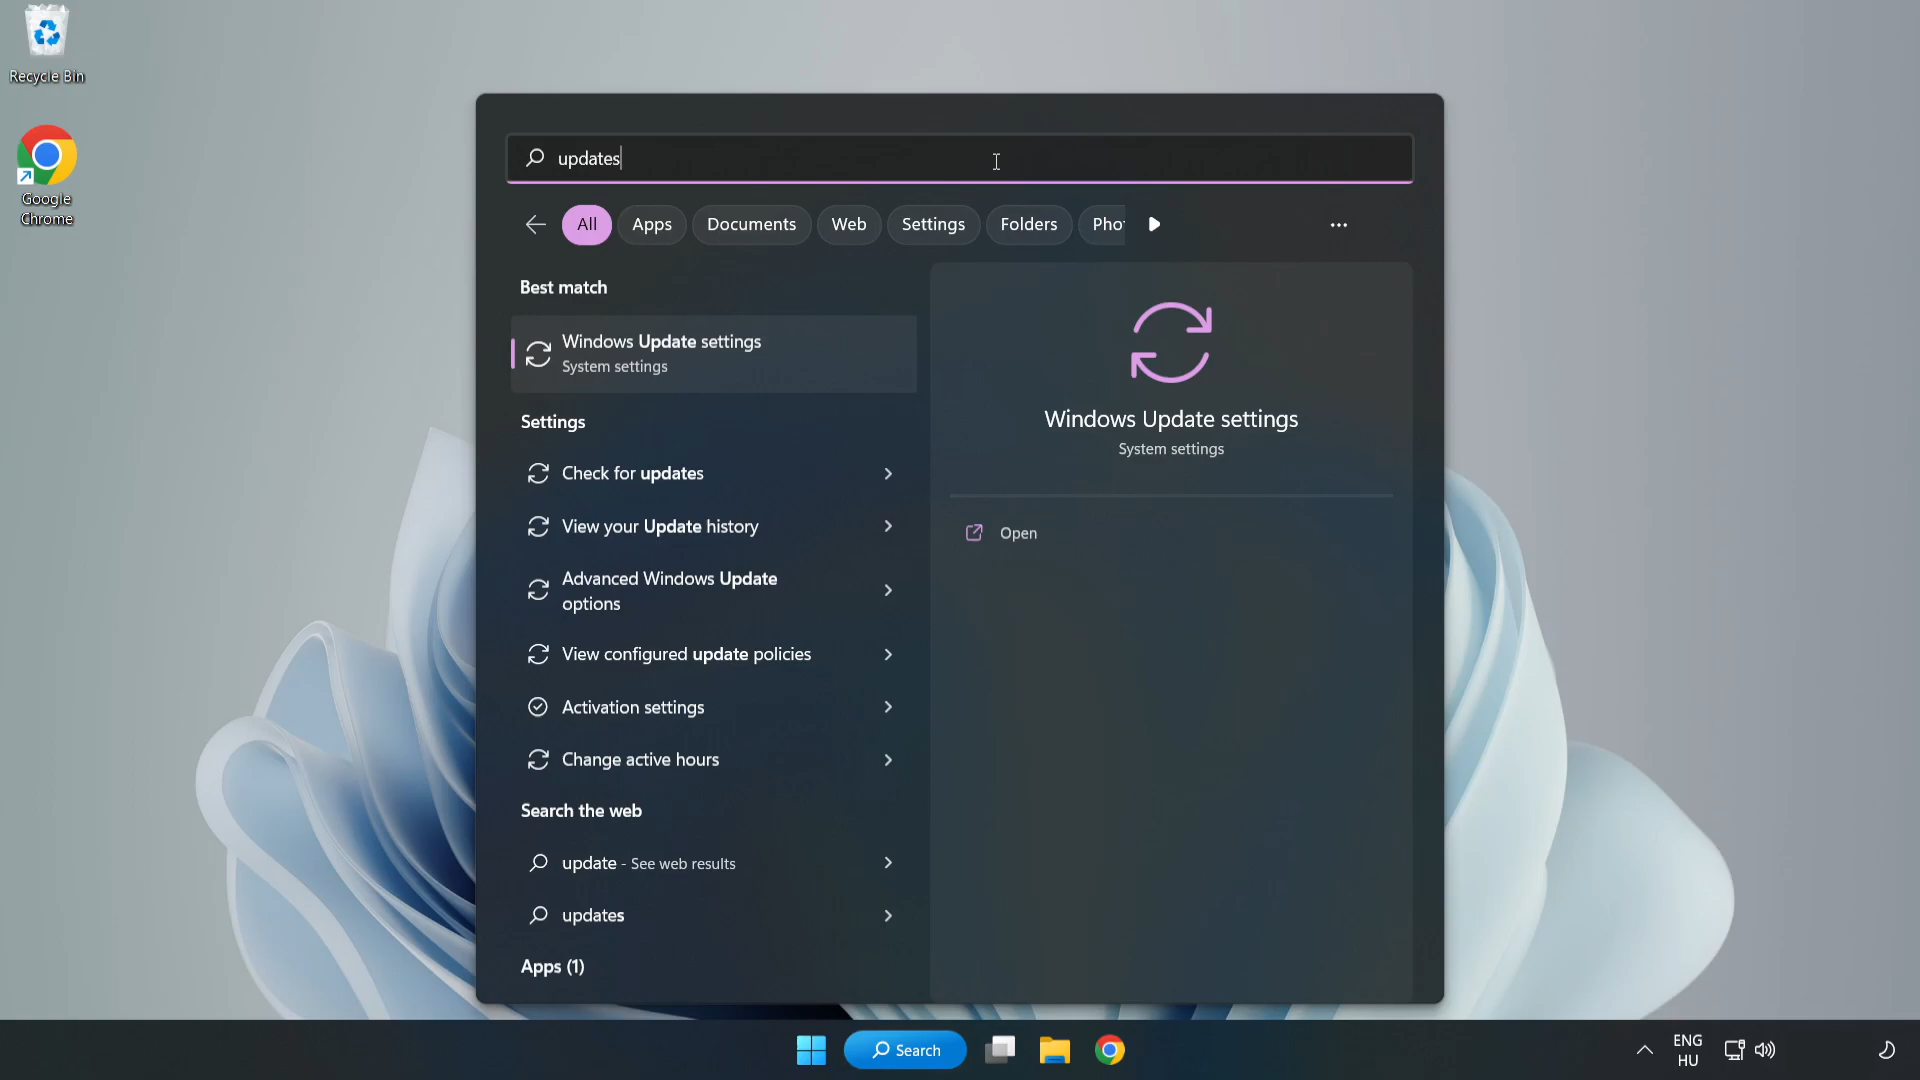 Recycle Bin
Google
Chrome
updates
All
Apps
Documents
Web
Settings
Folders
Pho
Best match
Windows Update settings
System settings
Settings
Check for updates
View your Update history
Advanced Windows Update
options
View configured update policies
Activation settings
Change active hours
Search the web
update - See web results
updates
Apps (1)
Windows Update settings
System settings
Open
Search
ENG
HU